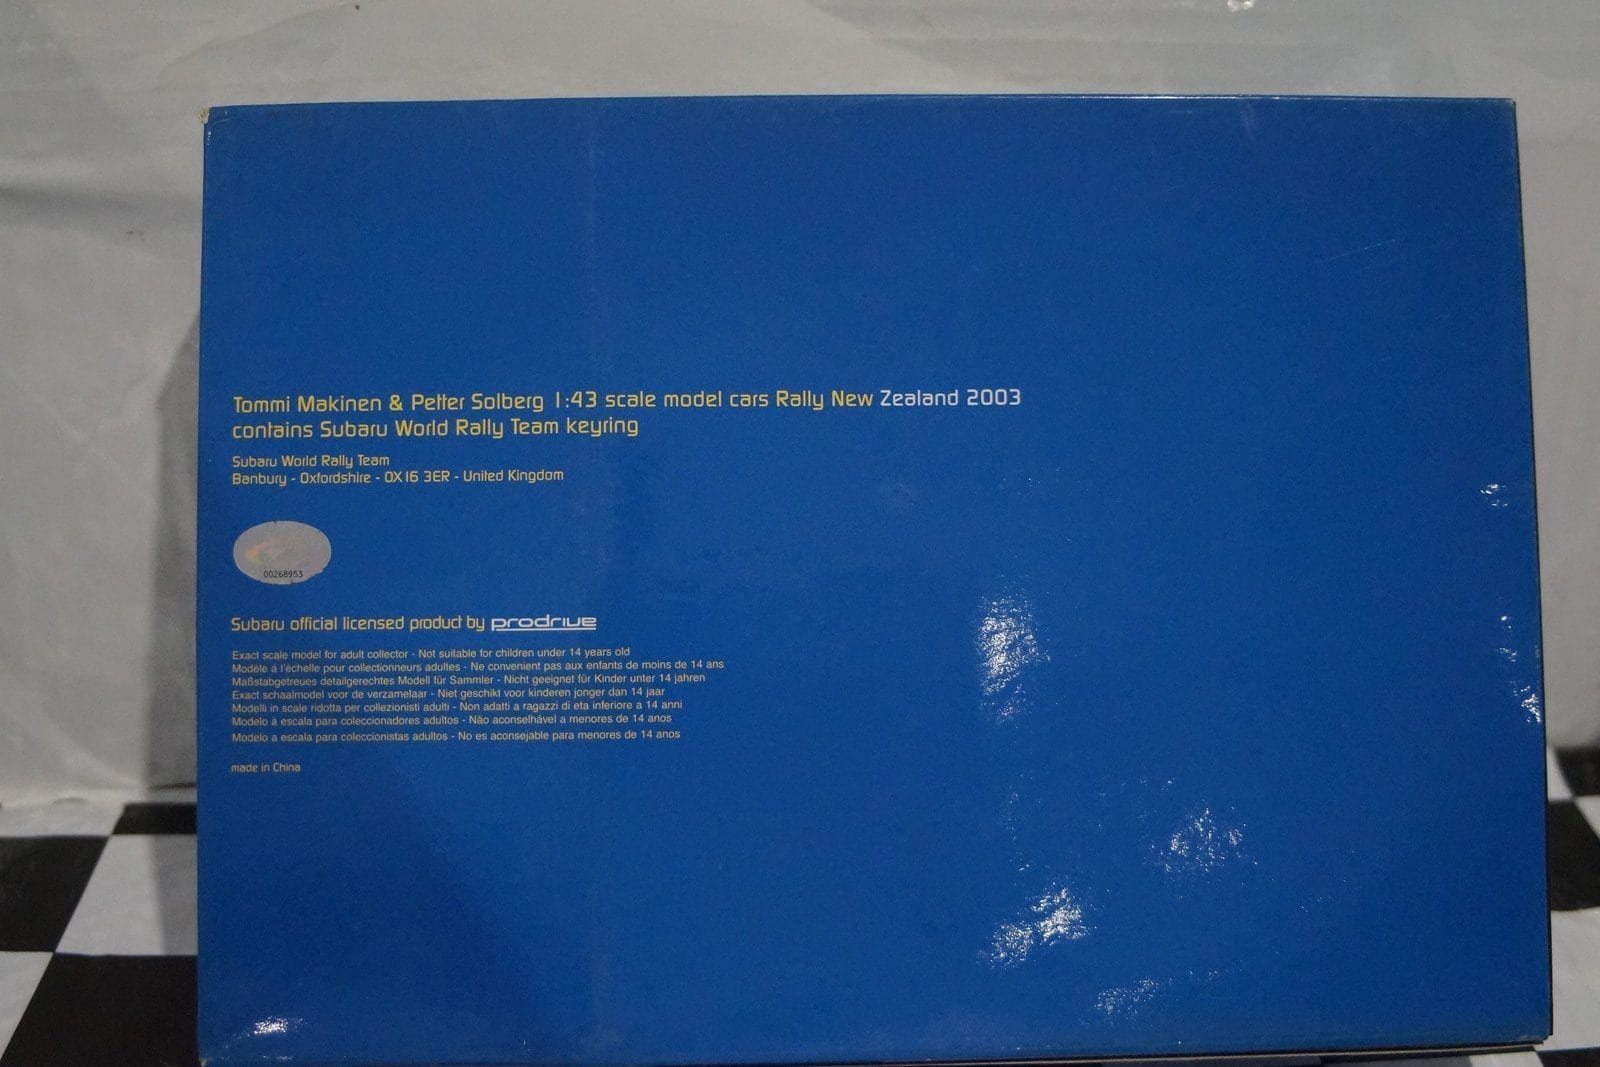 Tommi Makinen & Petter Solberg 1:43 scale model cars Rally New Zealand 2003
contains Subaru World Rally Team keyring
Subaru World Rally Team
Banbury - Oxfordshire - OX16 3ER - United Kingdom
00268953
Subaru official licensed product by prodrive
Exact scale model for adult collector - Not suitable for children under 14 years old
Modèle à l'échelle pour collectionneurs adultes - Ne convenient pas aux enfants de moins de 14 ans
Maßstabgetreues detailgerechtes Modell für Sammler - Nicht geeignet für Kinder unter 14 jahren
Exact schaalmodel voor de verzamelaar - Niet geschikt voor kinderen jonger dan 14 jaar
Modelli in scale ridotta per collezionisti adulti - Non adatti a ragazzi di eta inferiore a 14 anni
Modelo à escala para coleccionadores adultos - Não aconselhável a menores de 14 anos
Modelo a escala para coleccionistas adultos - No es aconsejable para menores de 14 anos
made in China